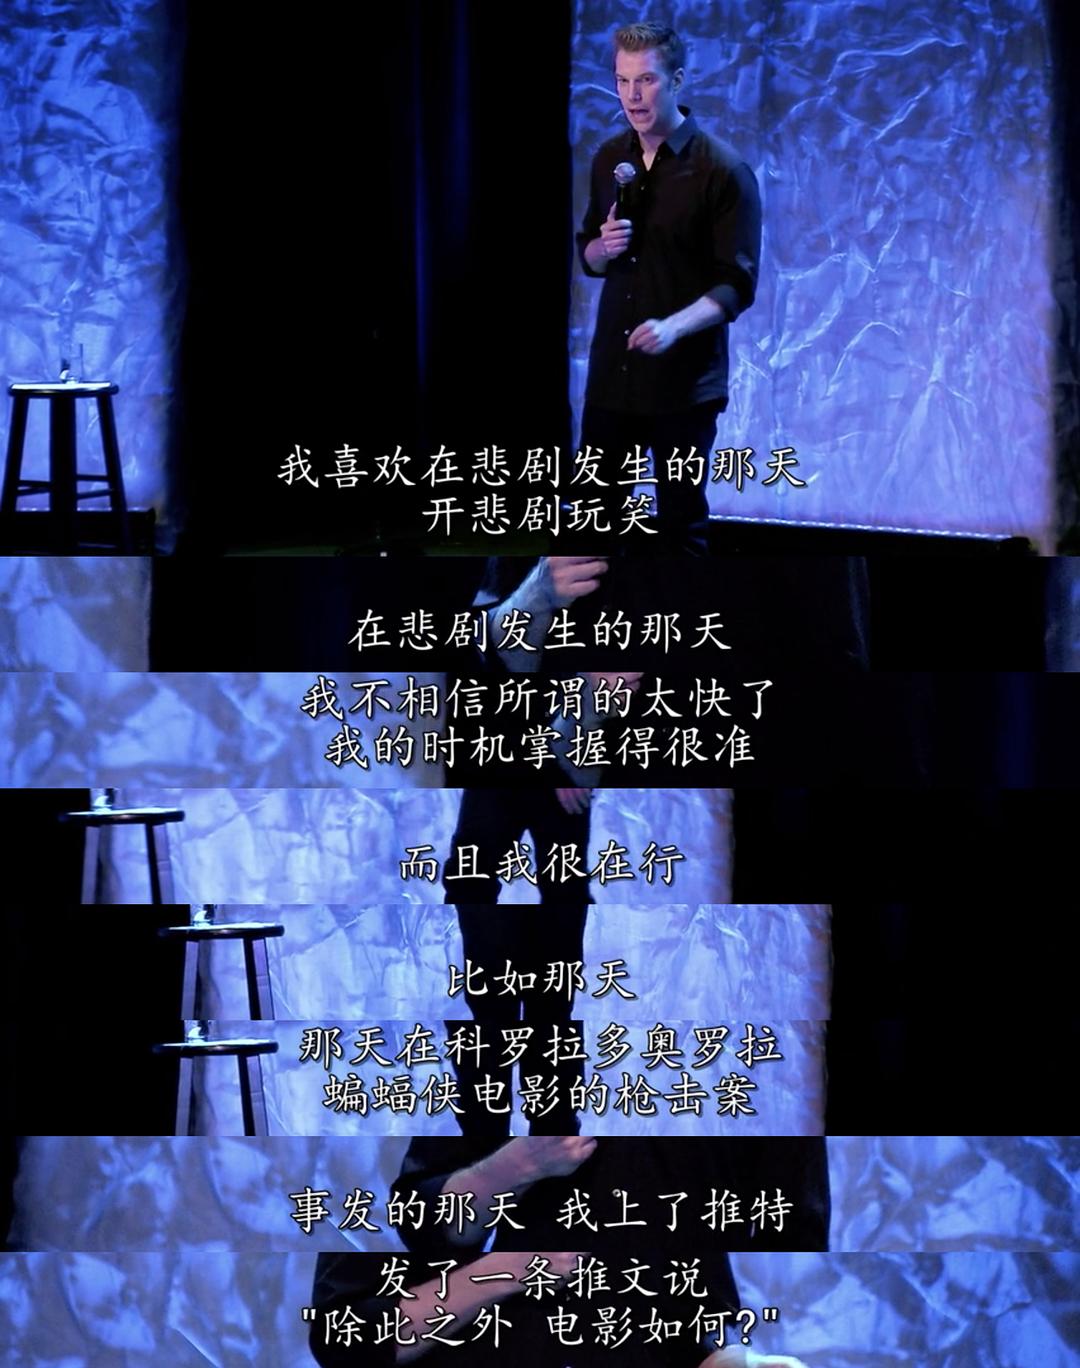 我喜欢在悲剧发生的那天
开悲剧玩笑
在悲剧发生的那天
我不相信所谓的太快了
我的时机掌握得很准
而且我很在行
比如那天
那天在科罗拉多奥罗拉
蝙蝠侠电影的枪击案
事发的那天 我上了推特
发了一条推文说
"除此之外 电影如何?"